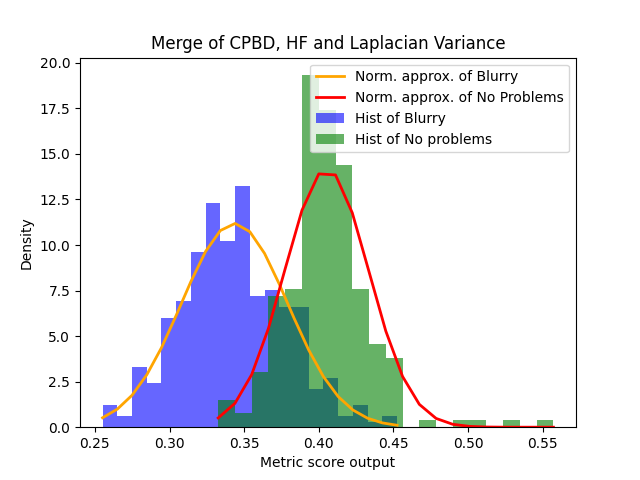 Merge of CPBD, HF and Laplacian Variance
Norm. approx. of Blurry
Norm. approx. of No Problems
Hist of Blurry
Hist of No problems
Density
20.0
17.5
15.0
12.5
10.0
7.5
5.0
2.5
0.0
0.25 0.30 0.35 0.40 0.45 0.50 0.55
Metric score output